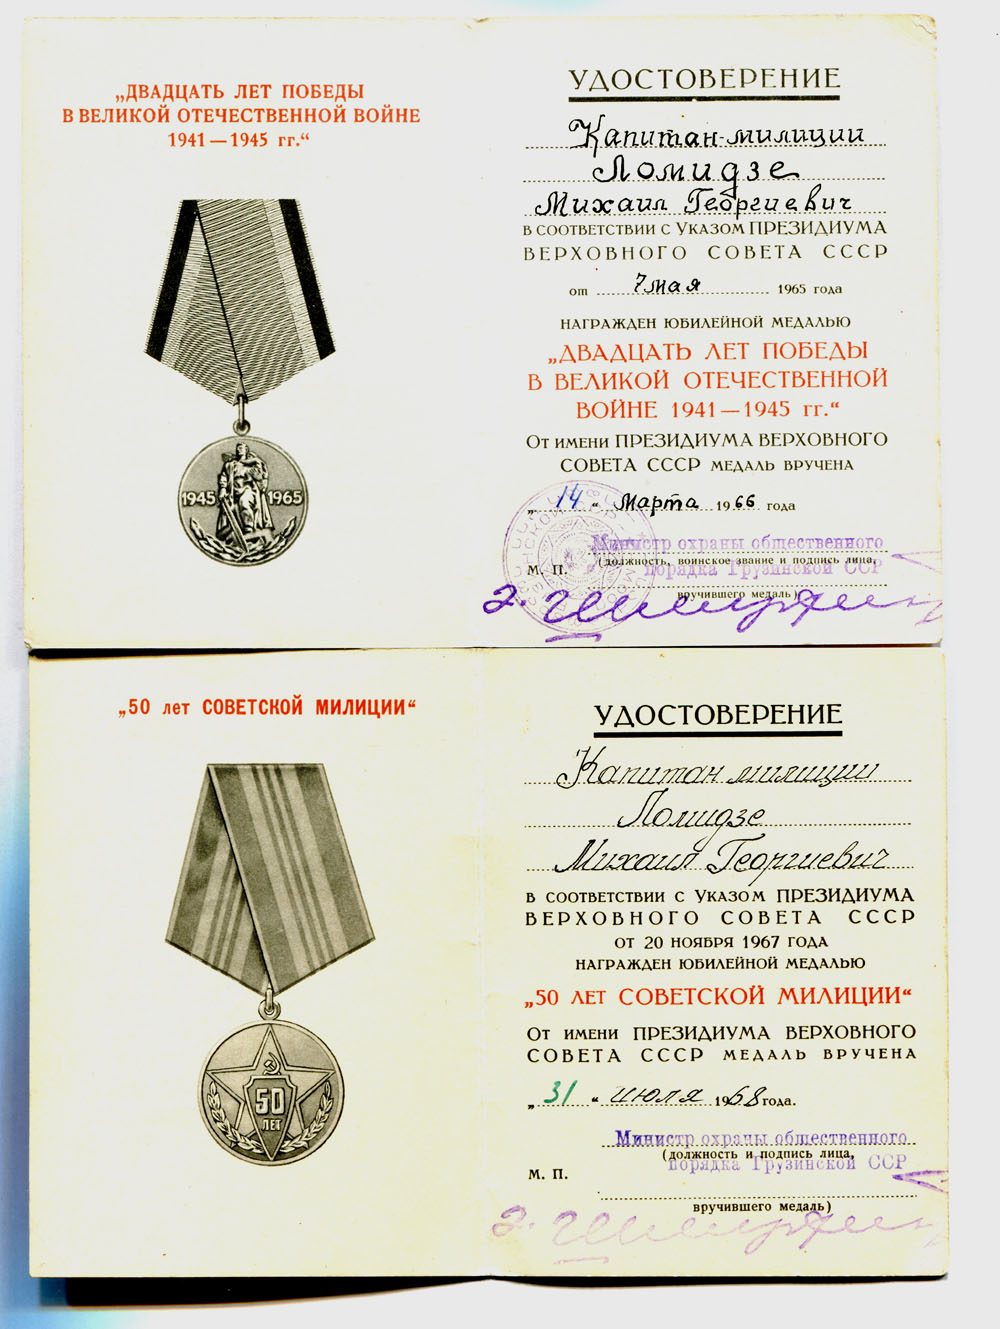 „ДВАДЦАТЬ ЛЕТ ПОБЕДЫ
В ВЕЛИКОЙ ОТЕЧЕСТВЕННОЙ ВОЙНЕ
1941 — 1945 гг.“
1945 1965
УДОСТОВЕРЕНИЕ
Капитан-милиции
Ломидзе
Михаил Георгиевич
В СООТВЕТСТВИИ С УКАЗОМ ПРЕЗИДИУМА
ВЕРХОВНОГО СОВЕТА СССР
от 7 мая 1965 года
НАГРАЖДЕН ЮБИЛЕЙНОЙ МЕДАЛЬЮ
„ДВАДЦАТЬ ЛЕТ ПОБЕДЫ
В ВЕЛИКОЙ ОТЕЧЕСТВЕННОЙ
ВОЙНЕ 1941 — 1945 гг.“
От имени ПРЕЗИДИУМА ВЕРХОВНОГО
СОВЕТА СССР МЕДАЛЬ ВРУЧЕНА
„14“ марта 1966 года
Министр охраны общественного
(должность, воинское звание и подпись лица,
порядка Грузинской ССР
М. П.
вручившего медаль)
„50 лет СОВЕТСКОЙ МИЛИЦИИ“
50
ЛЕТ
УДОСТОВЕРЕНИЕ
Капитан милиции
Ломидзе
Михаил Георгиевич
В СООТВЕТСТВИИ С УКАЗОМ ПРЕЗИДИУМА
ВЕРХОВНОГО СОВЕТА СССР
ОТ 20 НОЯБРЯ 1967 ГОДА
НАГРАЖДЕН ЮБИЛЕЙНОЙ МЕДАЛЬЮ
„50 ЛЕТ СОВЕТСКОЙ МИЛИЦИИ“
От имени ПРЕЗИДИУМА ВЕРХОВНОГО
СОВЕТА СССР МЕДАЛЬ ВРУЧЕНА
„31“ июля 1968 года.
Министр охраны общественного
(должность и подпись лица,
порядка Грузинской ССР
М. П.
вручившего медаль)